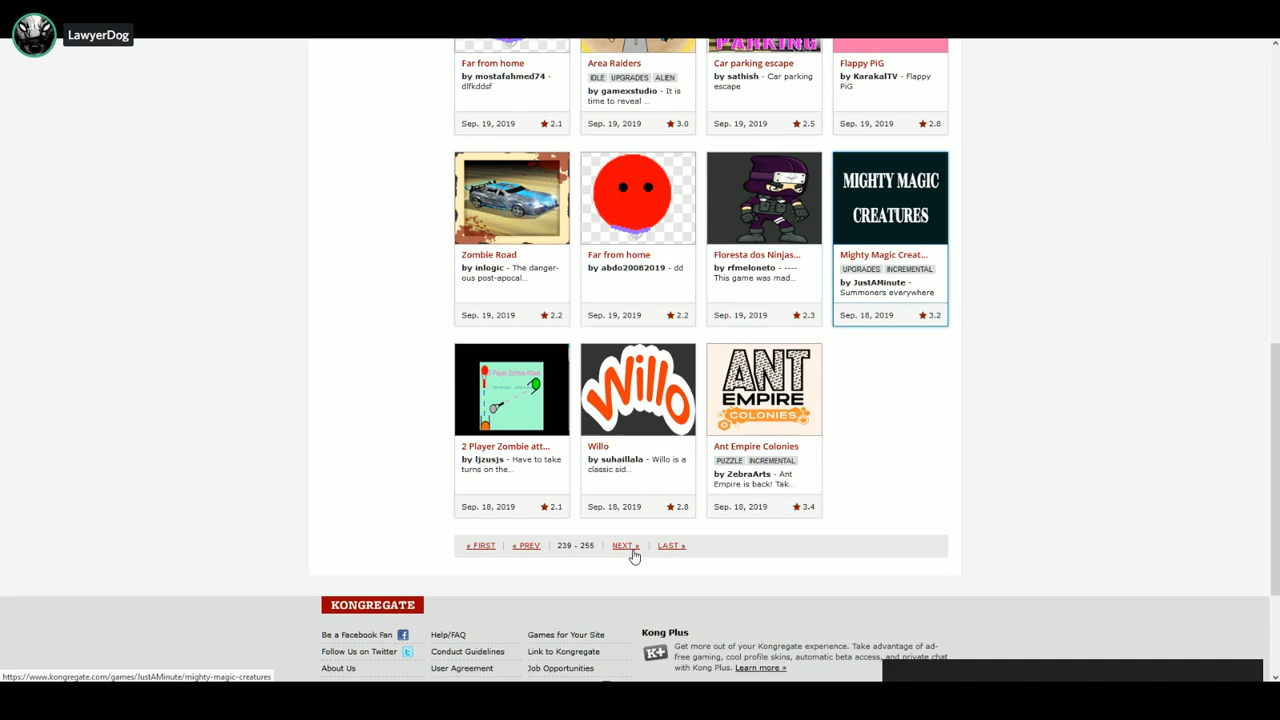 LawyerDog
PARKING
Far from home
by mostafahmed74 -
dlfkddsf
Sep. 19, 2019 2.1
Area Raiders
IDLE UPGRADES ALIEN
by gamexstudio - It is
time to reveal ...
Sep. 19, 2019 3.0
Car parking escape
by sathish - Car parking
escape
Sep. 19, 2019 2.5
Flappy PiG
by KarakalTV - Flappy
PiG
Sep. 19, 2019 2.8
Zombie Road
by inlogic - The danger-
ous post-apocal...
Sep. 19, 2019 2.2
Far from home
by abdo20082019 - dd
Sep. 19, 2019 2.2
Floresta dos Ninjas...
by rfmeloneto - ----
This game was mad...
Sep. 19, 2019 2.3
MIGHTY MAGIC
CREATURES
Mighty Magic Creat...
UPGRADES INCREMENTAL
by JustAMinute -
Summoners everywhere
Sep. 18, 2019 3.2
2 Player Zombie att...
by ljzusjs - Have to take
turns on the...
Sep. 18, 2019 2.1
Willo
Willo
by suhaillala - Willo is a
classic sid...
Sep. 18, 2019 2.8
ANT
EMPIRE
COLONIES
Ant Empire Colonies
PUZZLE INCREMENTAL
by ZebraArts - Ant
Empire is back! Tak...
Sep. 18, 2019 3.4
« FIRST | « PREV | 239 - 255 | NEXT » | LAST »
KONGREGATE
Be a Facebook Fan
Follow Us on Twitter
About Us
Help/FAQ
Conduct Guidelines
User Agreement
Games for Your Site
Link to Kongregate
Job Opportunities
Kong Plus
K+
Get more out of your Kongregate experience. Take advantage of ad-
free gaming, cool profile skins, automatic beta access, and private chat
with Kong Plus. Learn more »
https://www.kongregate.com/games/JustAMinute/mighty-magic-creatures